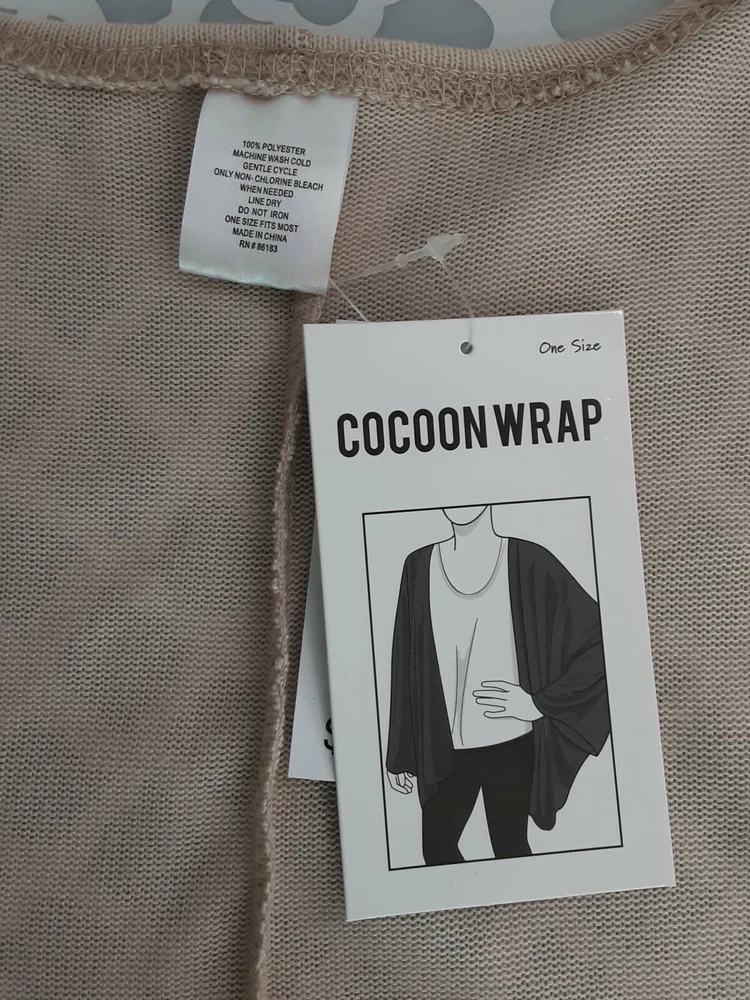 100% POLYESTER
MACHINE WASH COLD
GENTLE CYCLE
ONLY NON- CHLORINE BLEACH
WHEN NEEDED
LINE DRY
DO NOT IRON
ONE SIZE FITS MOST
MADE IN CHINA
RN # 86183
One Size
COCOON WRAP